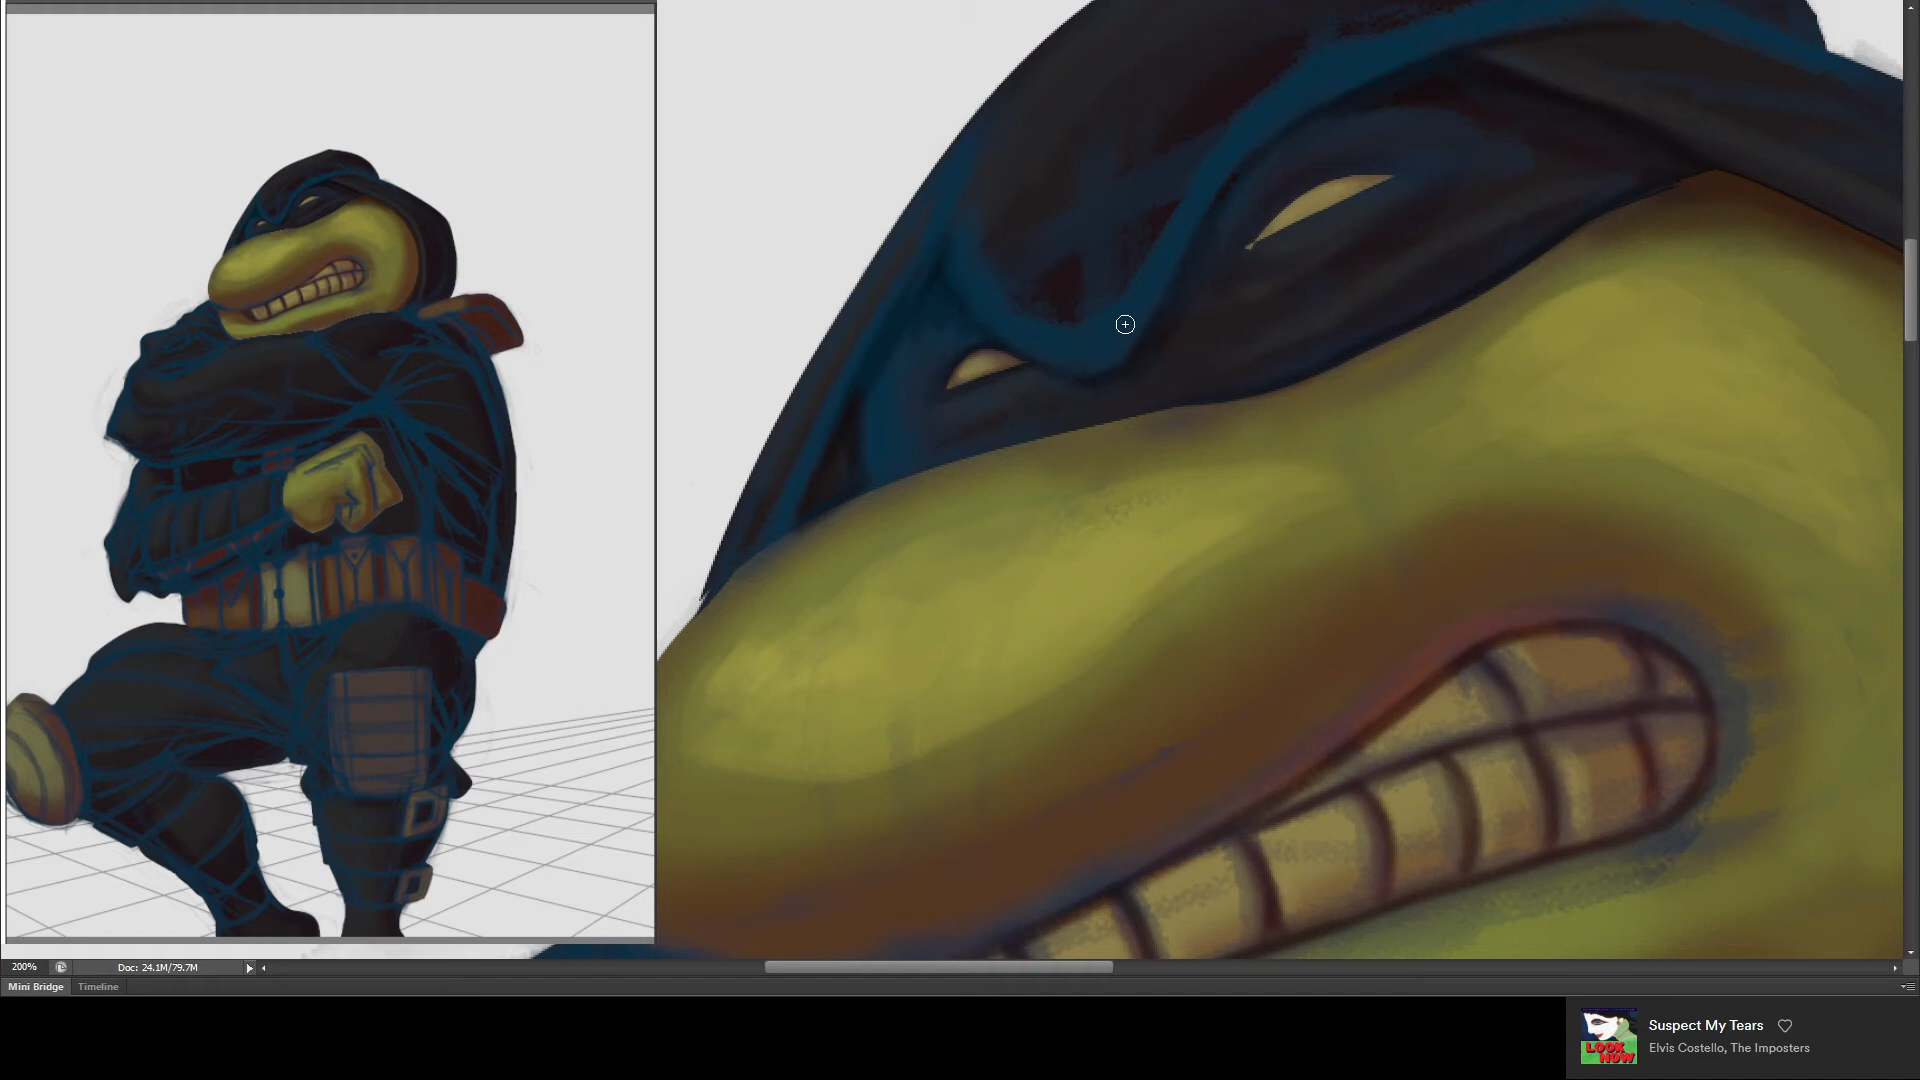 200%
Doc: 24.1M/79.7M
Mini Bridge
Timeline
LOOK
NOW
Suspect My Tears
Elvis Costello, The Imposters